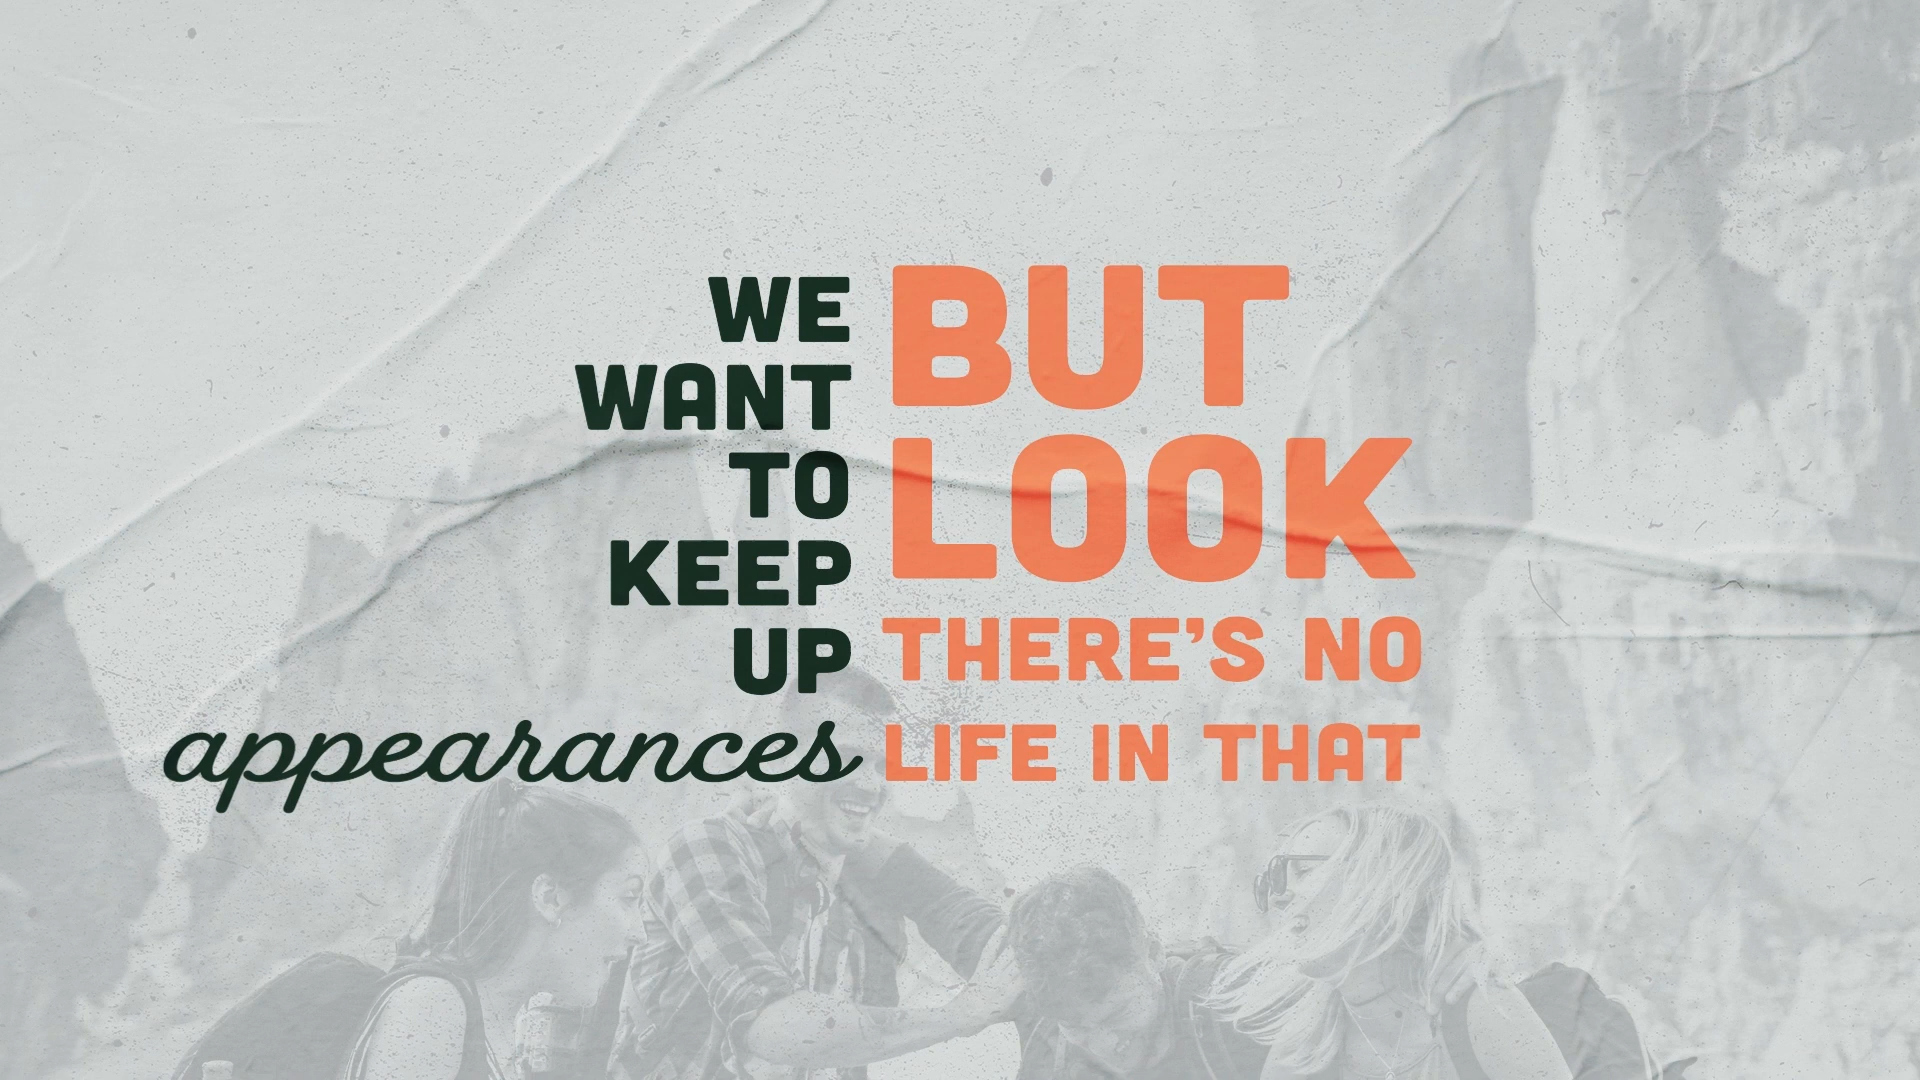 WE
WANT
TO
KEEP
UP
appearances
BUT
LOOK
THERE'S NO
LIFE IN THAT